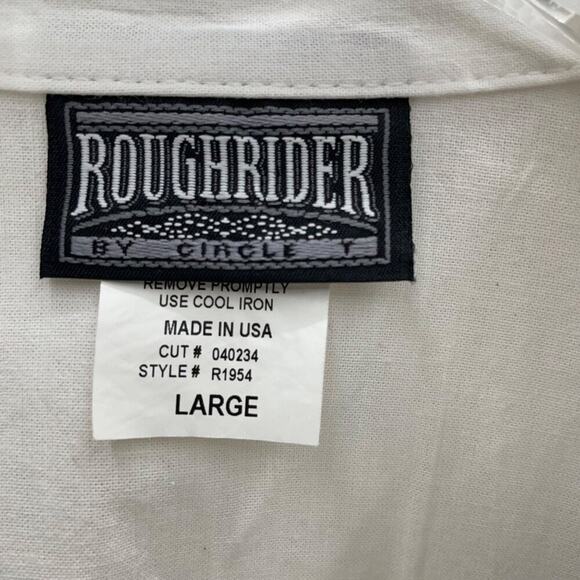 ROUGHRIDER
BY CIRCLE T
REMOVE PROMPTLY
USE COOL IRON
MADE IN USA
CUT # 040234
STYLE# R1954
LARGE